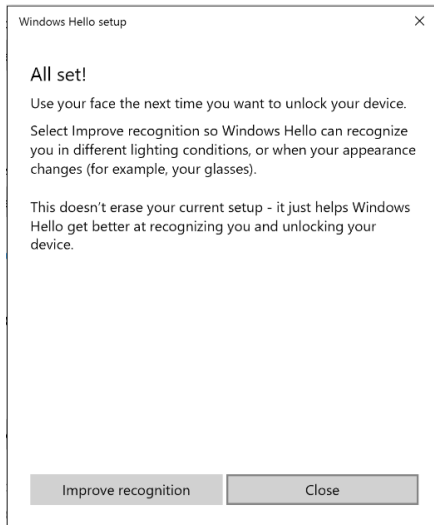 Windows Hello setup
All set!
Use your face the next time you want to unlock your device.
Select Improve recognition so Windows Hello can recognize
you in different lighting conditions, or when your appearance
changes (for example, your glasses).
This doesn't erase your current setup - it just helps Windows
Hello get better at recognizing you and unlocking your
device.
Improve recognition
Close